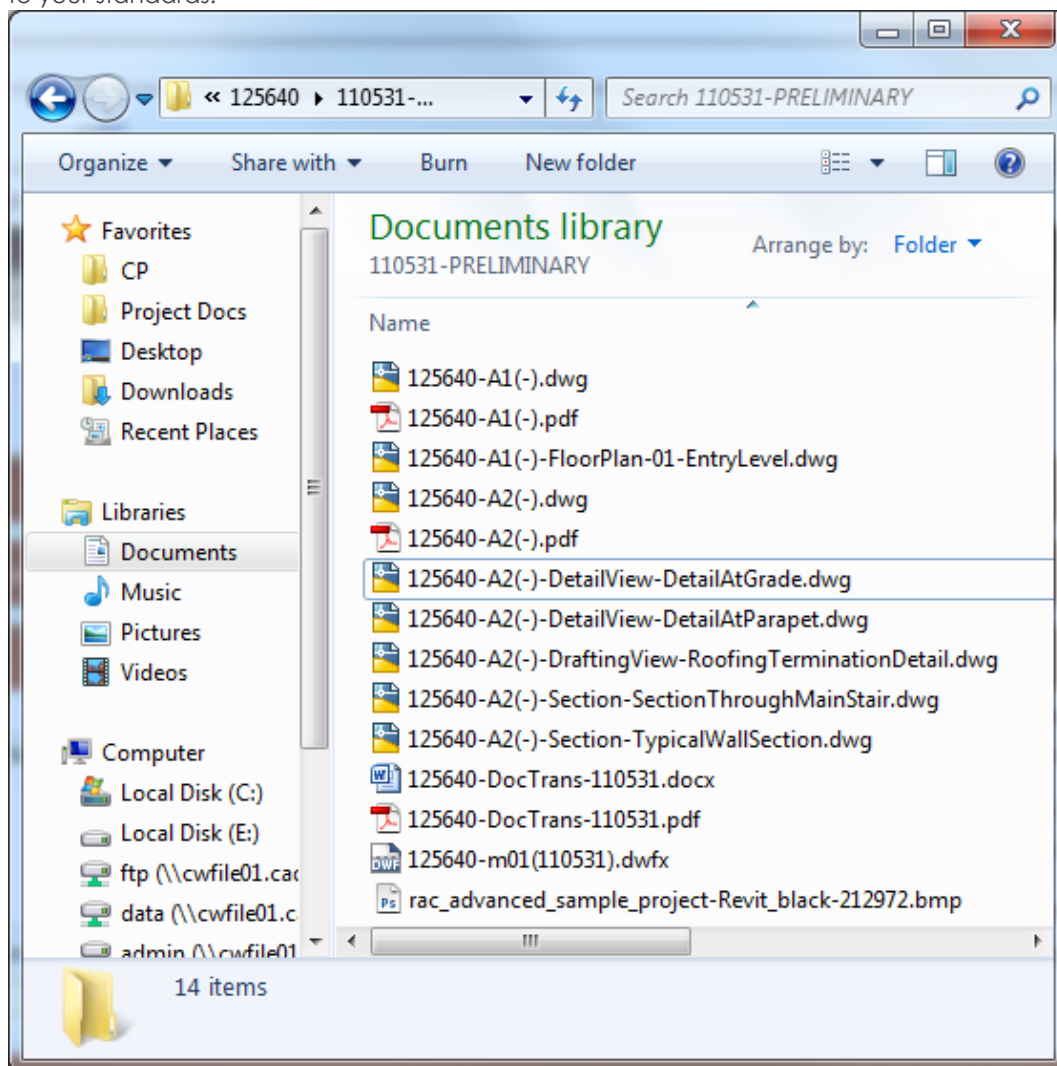 to your standards.
« 125640 ▸ 110531-...
Search 110531-PRELIMINARY
Organize
Share with
Burn
New folder
Favorites
CP
Project Docs
Desktop
Downloads
Recent Places
Libraries
Documents
Music
Pictures
Videos
Computer
Local Disk (C:)
Local Disk (E:)
ftp (\\cwfile01.cad
data (\\cwfile01.c
admin (\\cwfile01
Documents library
110531-PRELIMINARY
Arrange by: Folder
Name
125640-A1(-).dwg
125640-A1(-).pdf
125640-A1(-)-FloorPlan-01-EntryLevel.dwg
125640-A2(-).dwg
125640-A2(-).pdf
125640-A2(-)-DetailView-DetailAtGrade.dwg
125640-A2(-)-DetailView-DetailAtParapet.dwg
125640-A2(-)-DraftingView-RoofingTerminationDetail.dwg
125640-A2(-)-Section-SectionThroughMainStair.dwg
125640-A2(-)-Section-TypicalWallSection.dwg
125640-DocTrans-110531.docx
125640-DocTrans-110531.pdf
125640-m01(110531).dwfx
rac_advanced_sample_project-Revit_black-212972.bmp
14 items